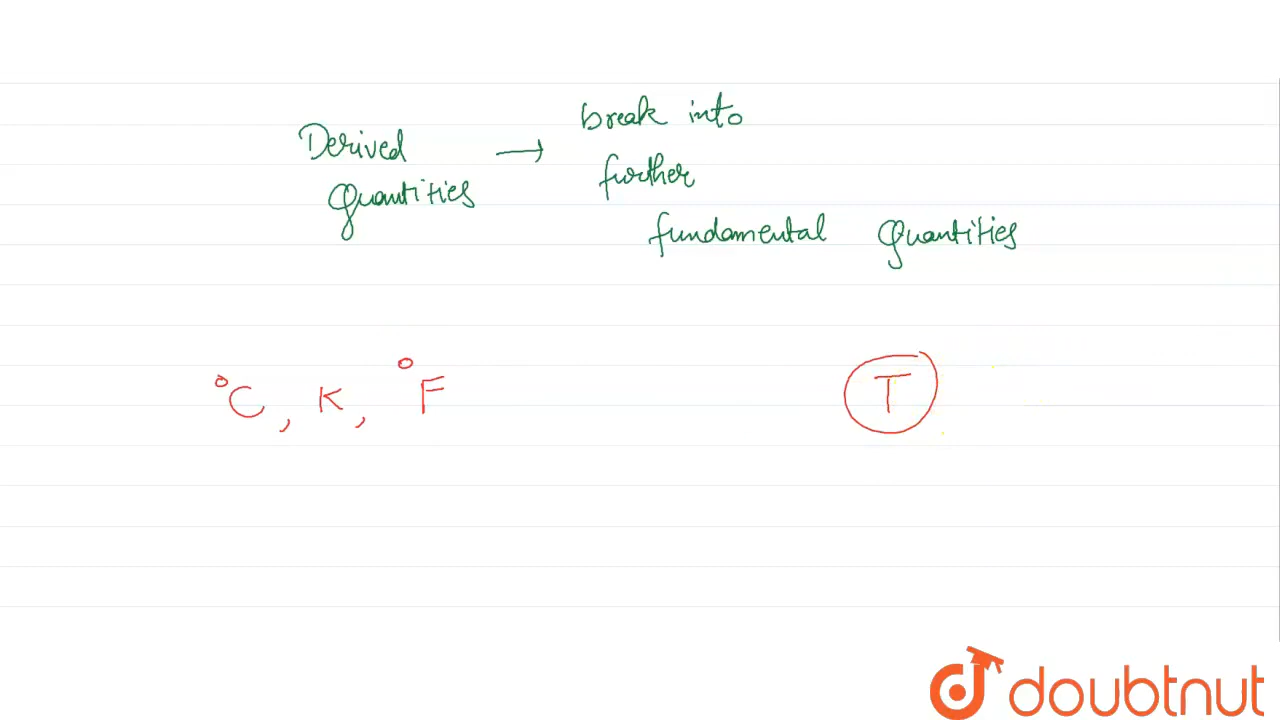 Derived → break into
quantities further
fundamental quantities
°C, K, °F T
doubtnut